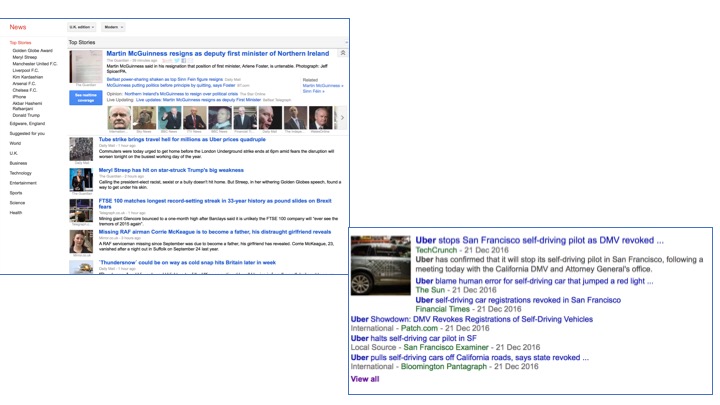 News
U.K. edition
Modern
Top Stories
Golden Globe Award
Meryl Streep
Manchester United F.C.
Liverpool F.C.
Kim Kardashian
Arsenal F.C.
Chelsea F.C.
iPhone
Akbar Hashemi
Rafsanjani
Donald Trump
Edgware, England
Suggested for you
World
U.K.
Business
Technology
Entertainment
Sports
Science
Health
Top Stories
Martin McGuinness resigns as deputy first minister of Northern Ireland
The Guardian
Martin McGuinness said in his resignation that position of first minister, Arlene Foster, is untenable. Photograph: Jeff
Spicer/PA.
Belfast power-sharing shaken as top Sinn Fein figure resigns Daily Mail
McGuinness putting politics before principle by quitting, says Foster
Opinion: Northern Ireland's McGuinness to resign over political crisis The Star Online
Live Updating: Live updates: Martin McGuinness resigns as deputy First Minister Belfast Telegraph
Related
Martin McGuinness »
Sinn Fein »
The Guardian
See realtime
coverage
Tube strike brings travel hell for millions as Uber prices quadruple
Daily Mail - 1 hour ago
Commuters were today urged to get home before the London Underground strike ends at 6pm amid fears the disruption will
worsen tonight on the busiest working day of the year.
Daily Mail
Meryl Streep has hit on star-struck Trump's big weakness
The Guardian - 2 hours ago
Calling the president-elect racist, sexist or a bully doesn't hit home. But Streep, in her withering Golden Globes speech, found a
way to get under his skin.
The Guardian
FTSE 100 matches longest record-setting streak in 33-year history as pound slides on Brexit
fears
Telegraph.co.uk - 1 hour ago
Mining giant Glencore bounced to a one-month high after Barclays said it is unlikely the FTSE 100 company will "ever see the
tremors of 2015 again".
Telegraph.co.uk
Missing RAF airman Corrie McKeague is to become a father, his distraught girlfriend reveals
Mirror.co.uk
A RAF serviceman missing since September was due to become a father, his girlfriend has revealed. Corrie McKeague, 23,
vanished after a night out in Suffolk on September 24 last year.
Mirror.co.uk
'Thundersnow' could be on way as cold snap hits Britain later in week
Uber stops San Francisco self-driving pilot as DMV revoked ...
TechCrunch - 21 Dec 2016
Uber has confirmed that it will stop its self-driving pilot in San Francisco, following a
meeting today with the California DMV and Attorney General's office.
Uber blame human error for self-driving car that jumped a red light ...
The Sun - 21 Dec 2016
Uber self-driving car registrations revoked in San Francisco
Financial Times - 21 Dec 2016
Uber Showdown: DMV Revokes Registrations of Self-Driving Vehicles
International - Patch.com - 21 Dec 2016
Uber halts self-driving car pilot in SF
Local Source - San Francisco Examiner - 21 Dec 2016
Uber pulls self-driving cars off California roads, says state revoked ...
International - Bloomington Pantagraph - 21 Dec 2016
View all